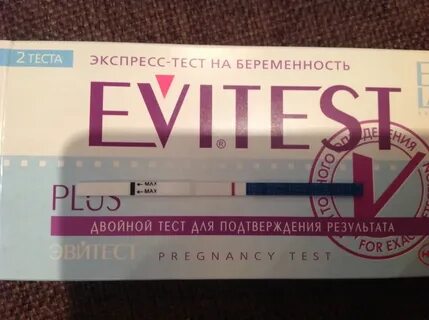 2 ТЕСТА
ЭКСПРЕСС-ТЕСТ НА БЕРЕМЕННОСТЬ
EVITEST®
PLUS
MAX
MAX
ДВОЙНОЙ ТЕСТ ДЛЯ ПОДТВЕРЖДЕНИЯ РЕЗУЛЬТАТА
ЭВИТЕСТ
PREGNANCY TEST
FOR EXAC